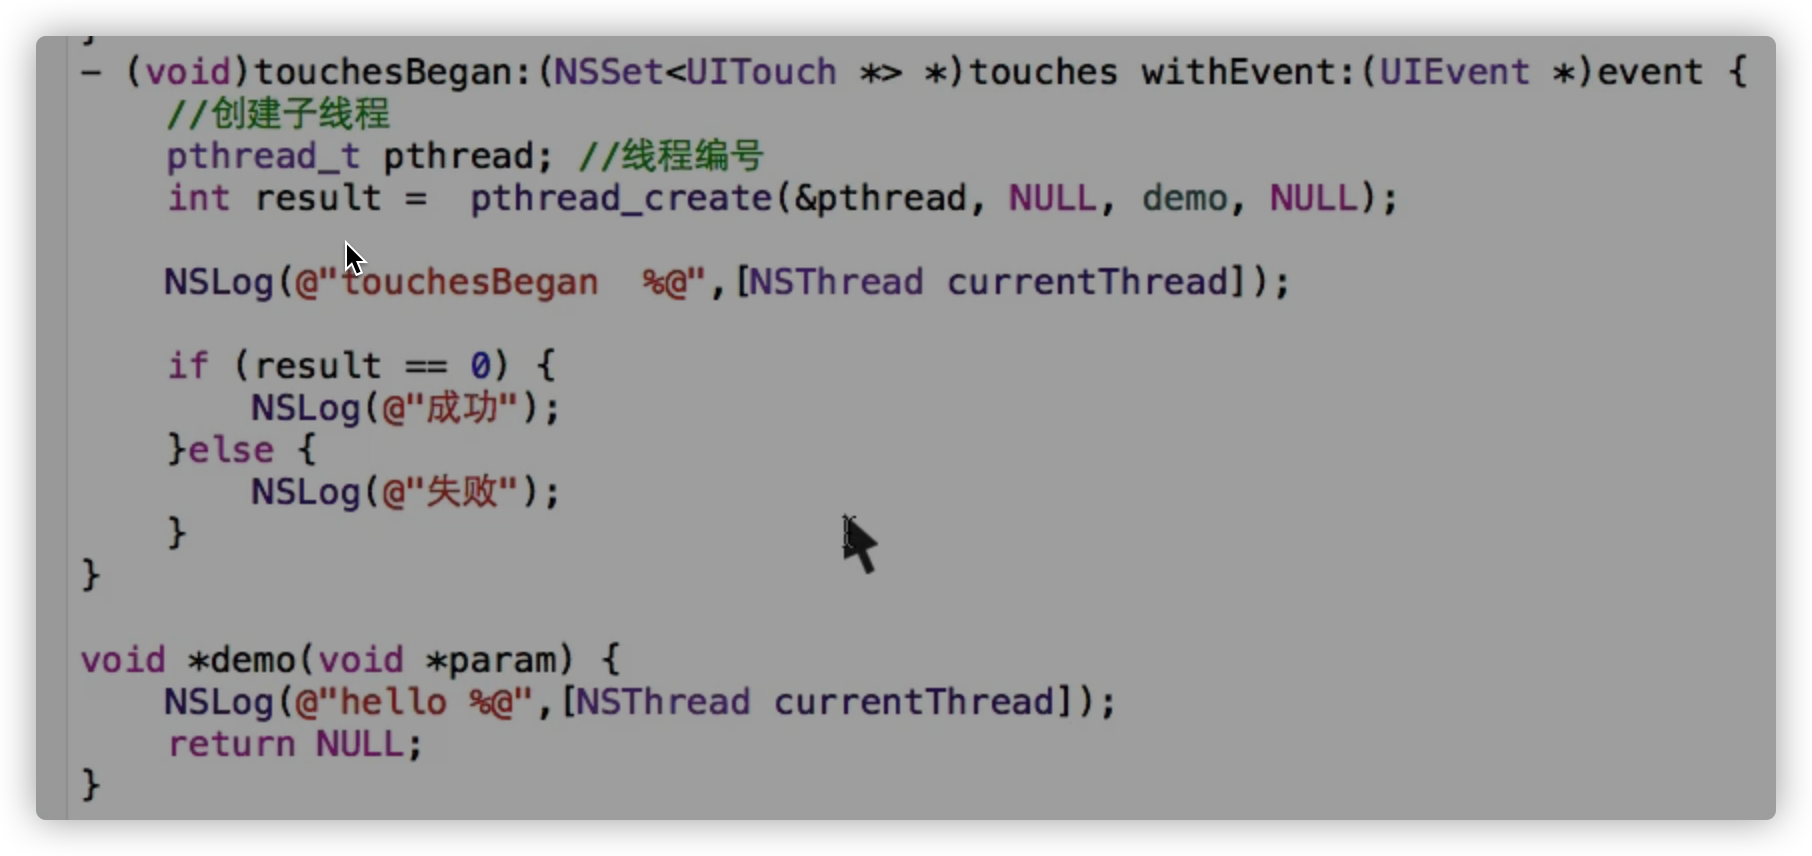 }
- (void)touchesBegan:(NSSet<UITouch *> *)touches withEvent:(UIEvent *)event {
    //创建子线程
    pthread_t pthread; //线程编号
    int result =  pthread_create(&pthread, NULL, demo, NULL);
    NSLog(@"touchesBegan  %@",[NSThread currentThread]);
    if (result == 0) {
        NSLog(@"成功");
    }else {
        NSLog(@"失败");
    }
}
void *demo(void *param) {
    NSLog(@"hello %@",[NSThread currentThread]);
    return NULL;
}